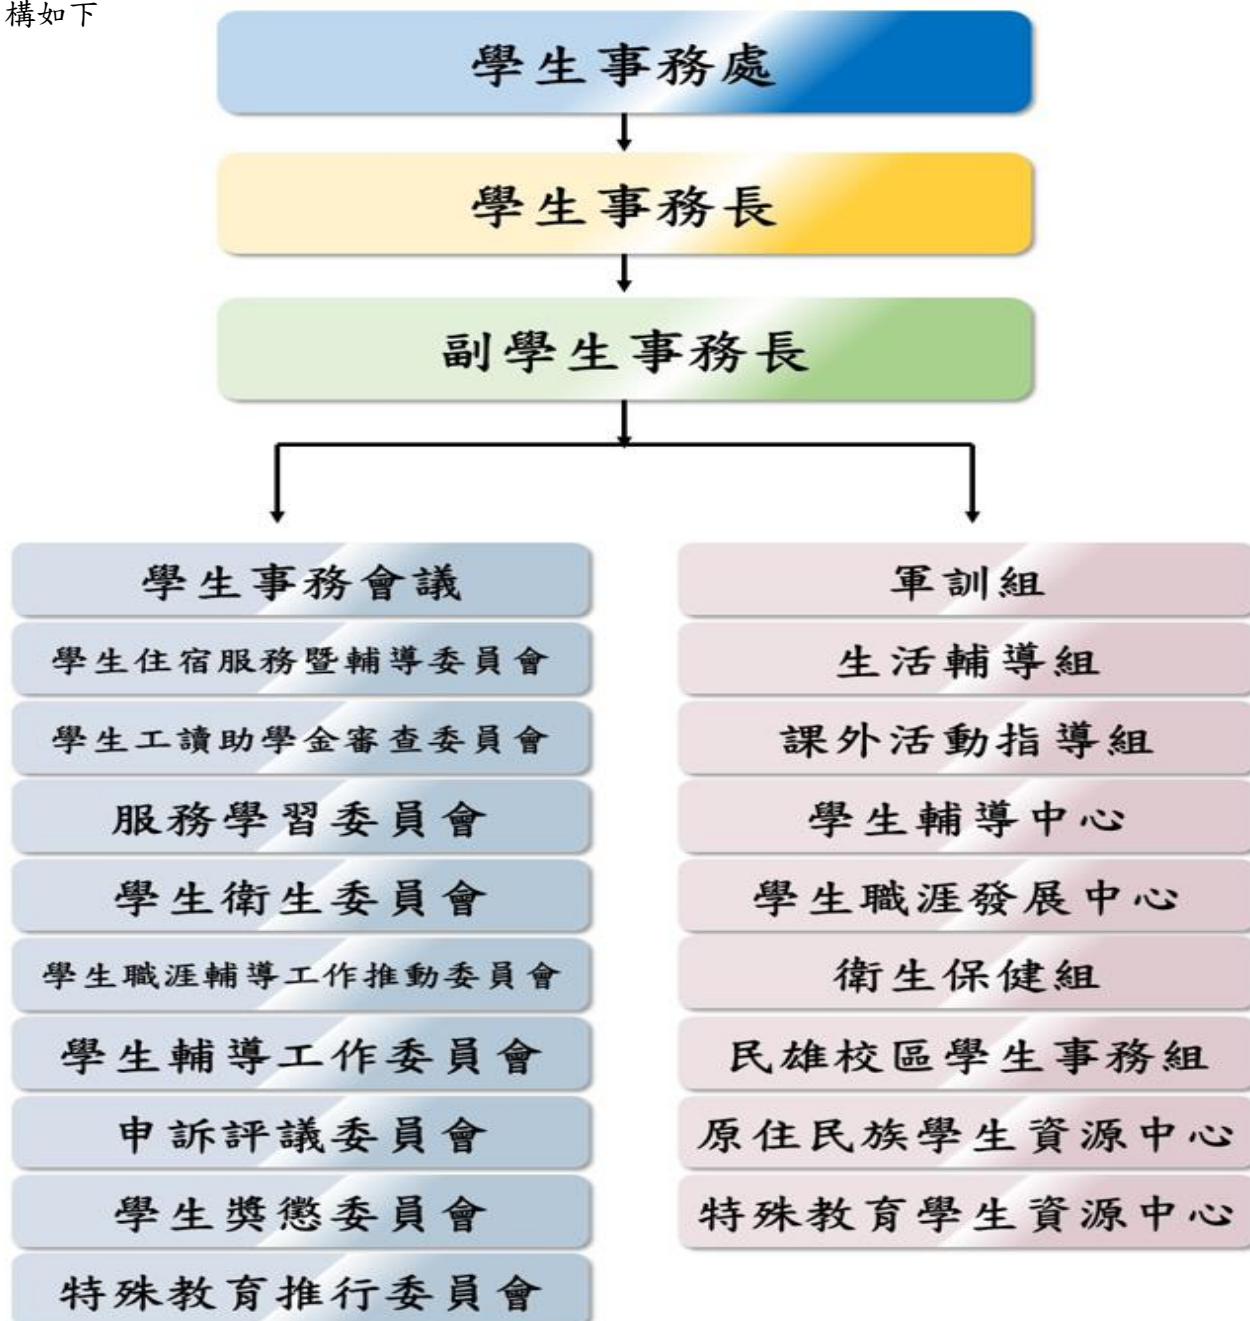 構如下
學生事務處
學生事務長
副學生事務長
學生事務會議
學生住宿服務暨輔導委員會
學生工讀助學金審查委員會
服務學習委員會
學生衛生委員會
學生職涯輔導工作推動委員會
學生輔導工作委員會
申訴評議委員會
學生獎懲委員會
特殊教育推行委員會
軍訓組
生活輔導組
課外活動指導組
學生輔導中心
學生職涯發展中心
衛生保健組
民雄校區學生事務組
原住民族學生資源中心
特殊教育學生資源中心